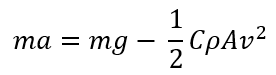 ma = mg − 1/2 CρAv²